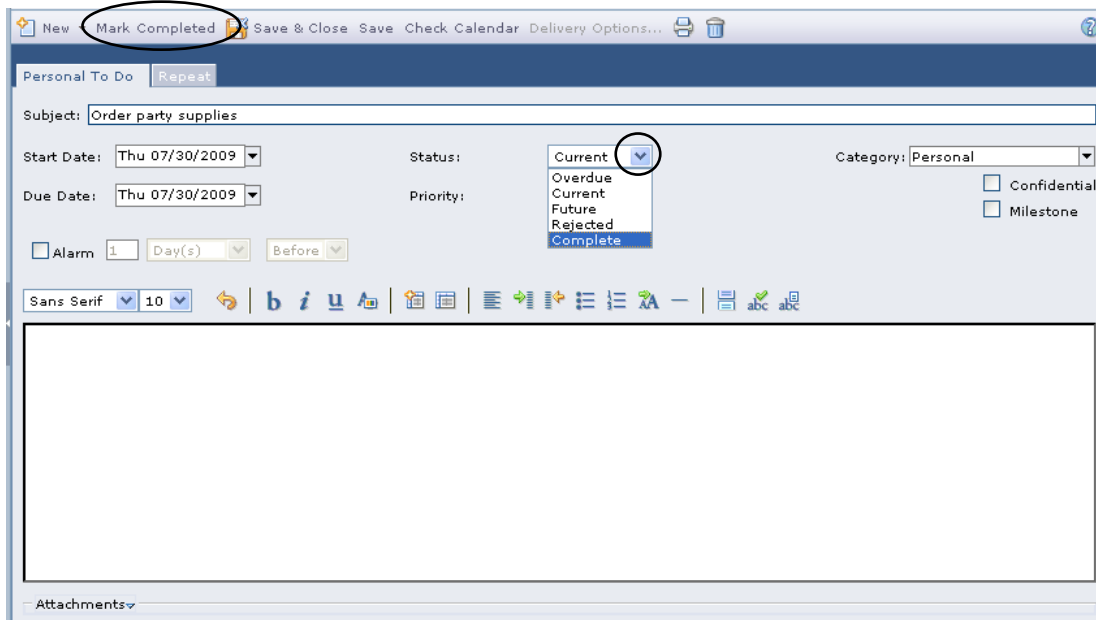 New Mark Completed Save & Close Save Check Calendar Delivery Options...
Personal To Do Repeat
Subject: Order party supplies
Start Date: Thu 07/30/2009 Status: Current Category: Personal
Overdue
Current
Future
Rejected
Complete
Due Date: Thu 07/30/2009 Priority: Confidential
Milestone
Alarm 1 Day(s) Before
Sans Serif 10 b i u A A abc abc
Attachments